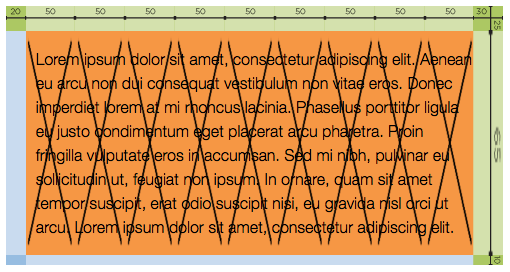 20 50 50 50 50 50 50 50 50 50 30
25
Lorem ipsum dolor sit amet, consectetur adipiscing elit. Aenean
eu arcu non dui consequat vestibulum non vitae eros. Donec
imperdiet lorem at mi rhoncus lacinia. Phasellus porttitor ligula
eu justo condimentum eget placerat arcu pharetra. Proin
fringilla vulputate eros in accumsan. Sed mi nibh, pulvinar eu
sollicitudin ut, feugiat non ipsum. In ornare, quam sit amet
tempor suscipit, erat odio suscipit nisi, eu gravida nisl orci ut
arcu. Lorem ipsum dolor sit amet, consectetur adipiscing elit.
65
10